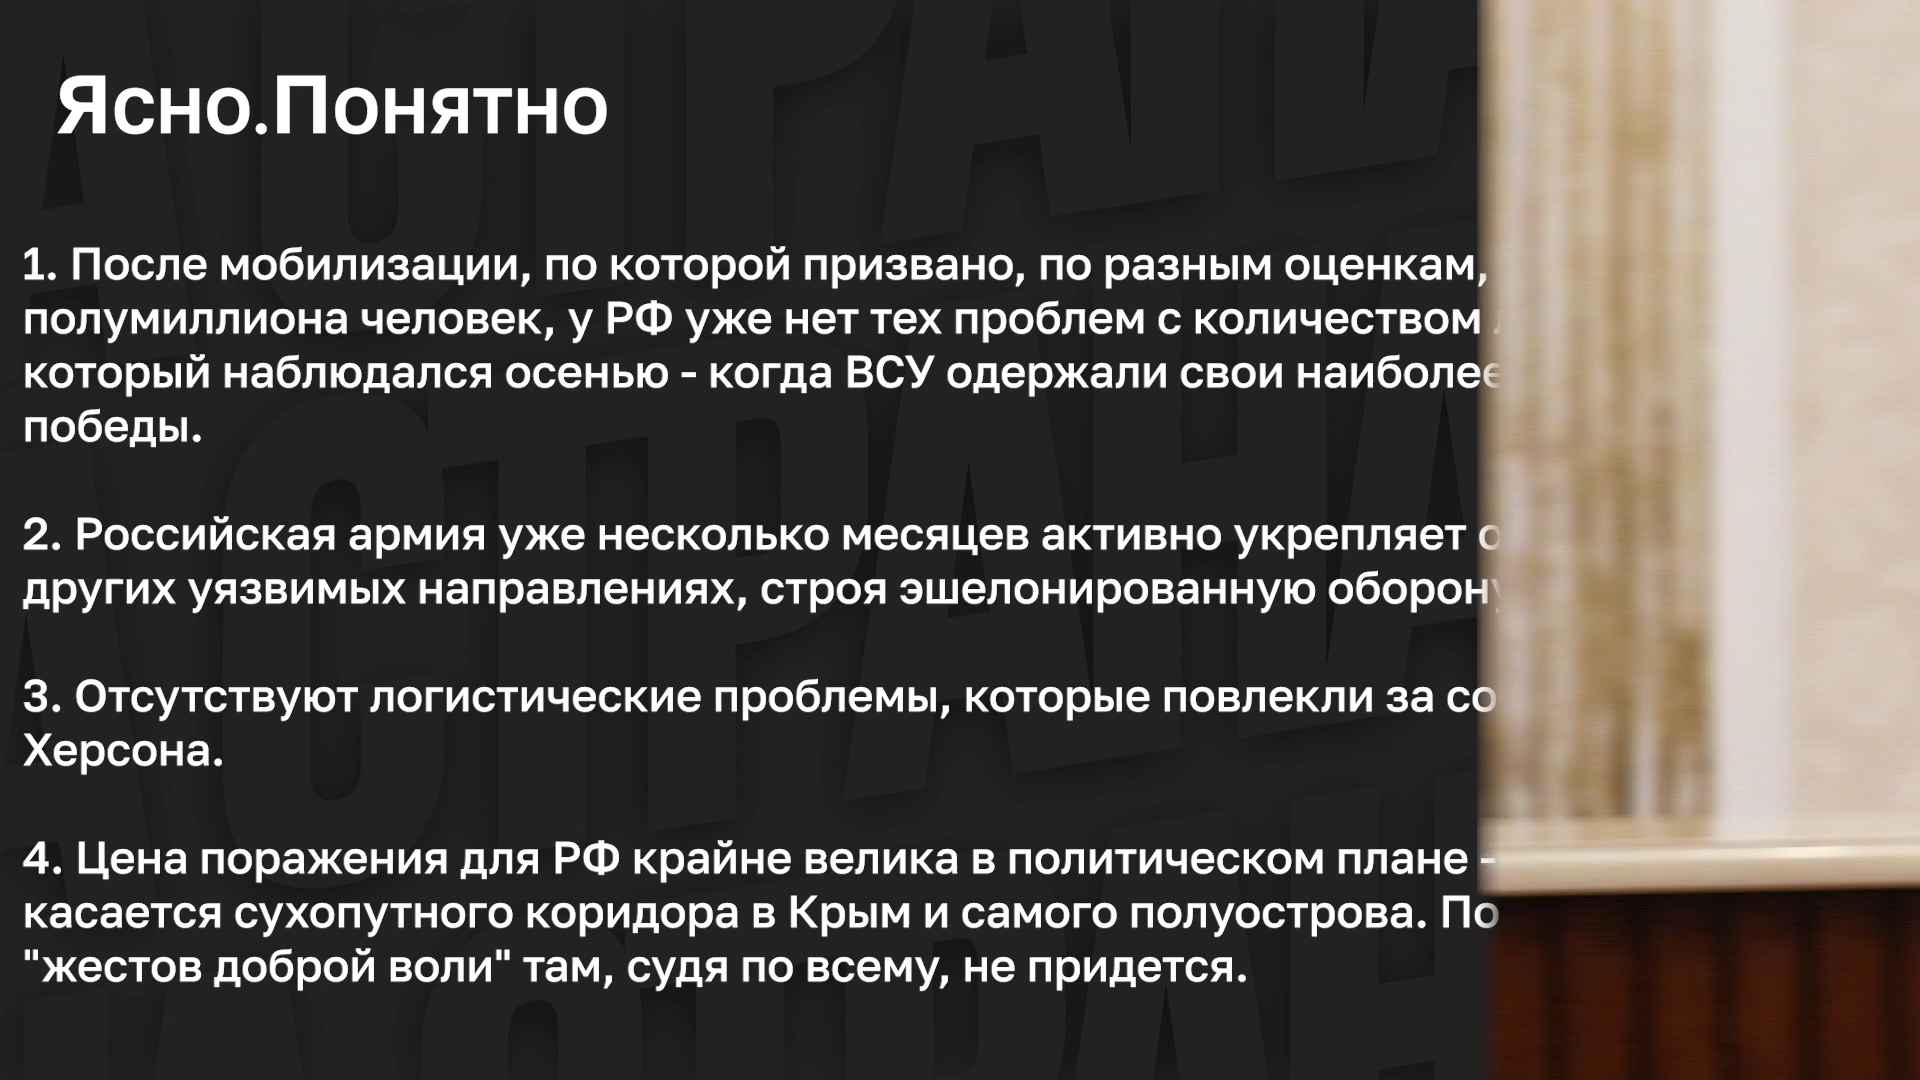 Ясно.Понятно
1. После мобилизации, по которой призвано, по разным оценкам,
полумиллиона человек, у РФ уже нет тех проблем с количеством
который наблюдался осенью - когда ВСУ одержали свои наиболее
победы.
2. Российская армия уже несколько месяцев активно укрепляет
других уязвимых направлениях, строя эшелонированную оборону
3. Отсутствуют логистические проблемы, которые повлекли за
Херсона.
4. Цена поражения для РФ крайне велика в политическом плане -
касается сухопутного коридора в Крым и самого полуострова.
"жестов доброй воли" там, судя по всему, не придется.